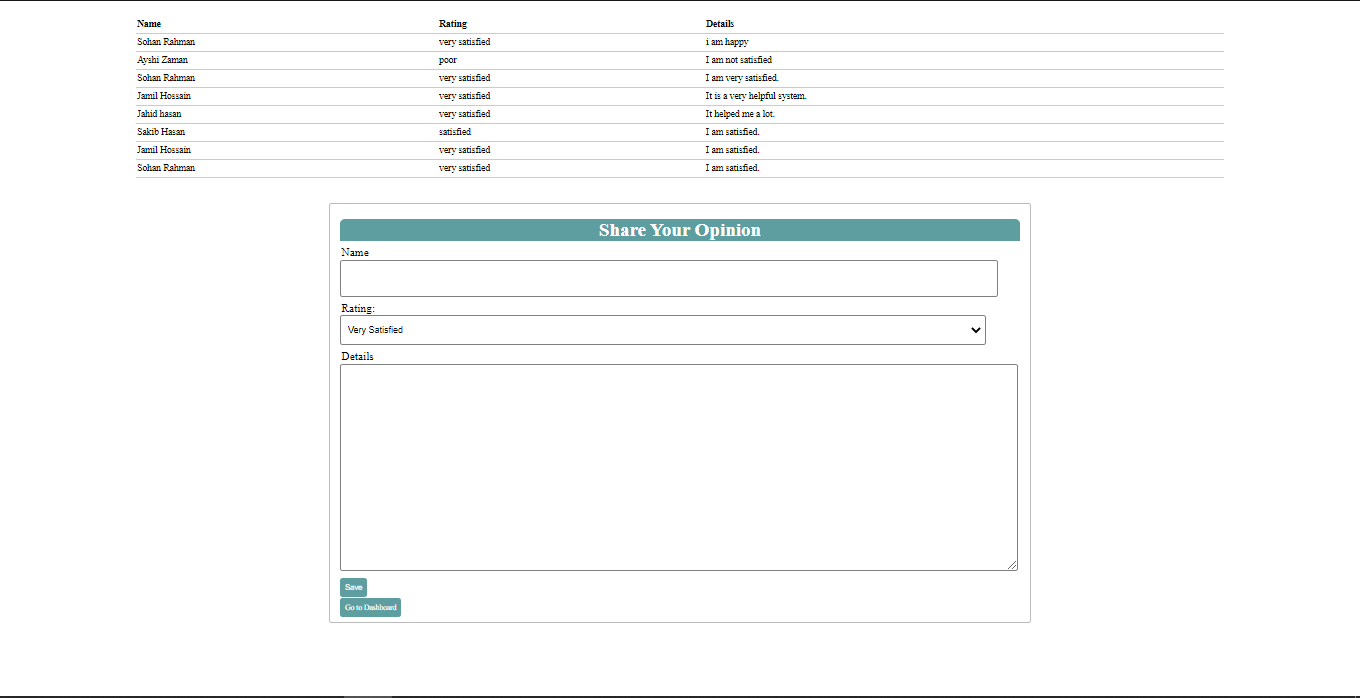 Name Rating Details
Sohan Rahman very satisfied i am happy
Ayshi Zaman poor I am not satisfied
Sohan Rahman very satisfied I am very satisfied.
Jamil Hossain very satisfied It is a very helpful system.
Jahid hasan very satisfied It helped me a lot.
Sakib Hasan satisfied I am satisfied.
Jamil Hossain very satisfied I am satisfied.
Sohan Rahman very satisfied I am satisfied.
Share Your Opinion
Name
Rating:
Very Satisfied
Details
Save
Go to Dashboard